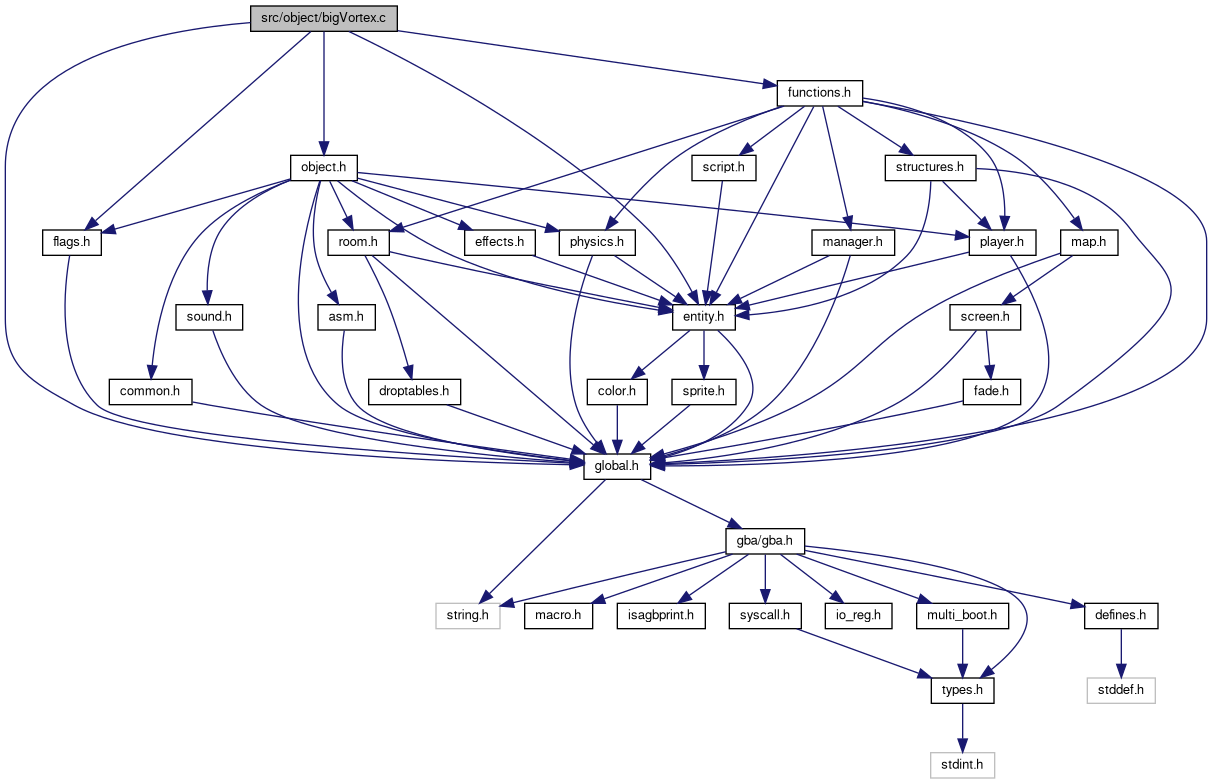 src/object/bigVortex.c
functions.h
object.h
script.h
structures.h
flags.h
room.h
effects.h
physics.h
manager.h
player.h
map.h
sound.h
asm.h
entity.h
screen.h
common.h
droptables.h
color.h
sprite.h
fade.h
global.h
gba/gba.h
string.h
macro.h
isagbprint.h
syscall.h
io_reg.h
multi_boot.h
defines.h
types.h
stddef.h
stdint.h